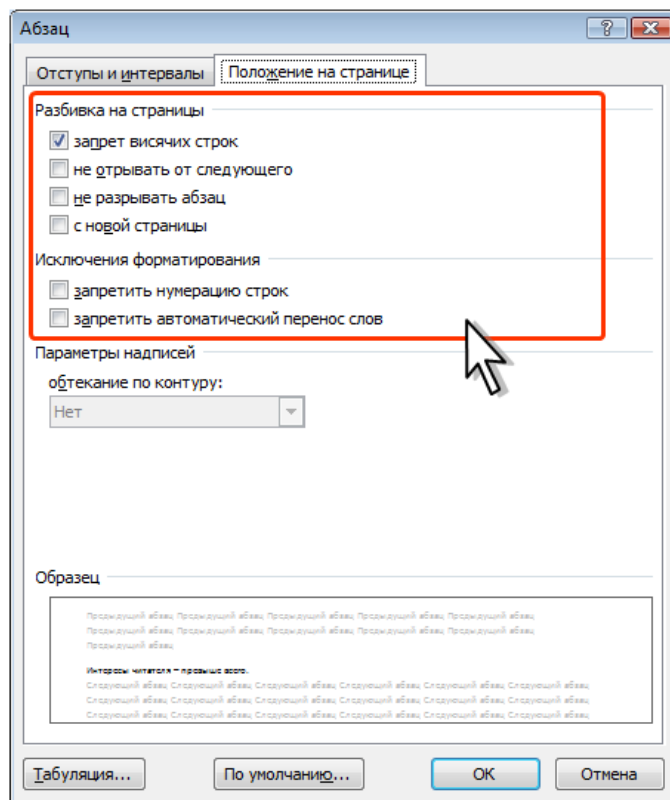 Абзац
Отступы и интервалы
Положение на странице
Разбивка на страницы
запрет висячих строк
не отрывать от следующего
не разрывать абзац
с новой страницы
Исключения форматирования
запретить нумерацию строк
запретить автоматический перенос слов
Параметры надписей
обтекание по контуру:
Нет
Образец
Предыдущий абзац Предыдущий абзац Предыдущий абзац Предыдущий абзац Предыдущий абзац
Предыдущий абзац Предыдущий абзац Предыдущий абзац Предыдущий абзац Предыдущий абзац
Предыдущий абзац
Интересы читателя – превыше всего.
Следующий абзац Следующий абзац Следующий абзац Следующий абзац Следующий абзац Следующий абзац
Следующий абзац Следующий абзац Следующий абзац Следующий абзац Следующий абзац Следующий абзац
Следующий абзац Следующий абзац Следующий абзац Следующий абзац Следующий абзац Следующий абзац
Табуляция...
По умолчанию...
ОК
Отмена